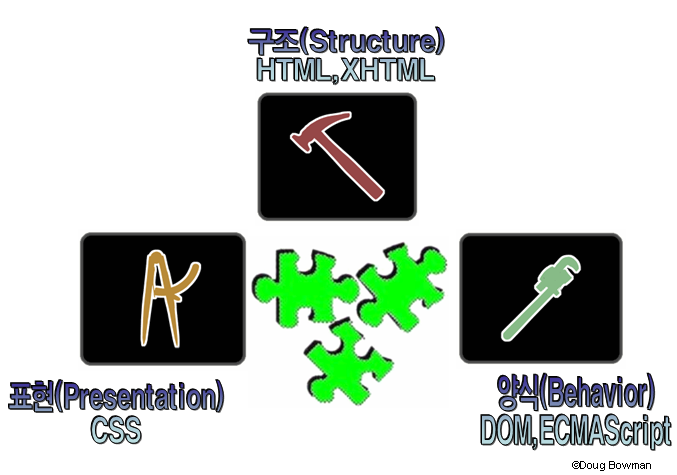 구조(Structure)
HTML, XHTML
표현(Presentation)
CSS
양식(Behavior)
DOM, ECMAScript
©Doug Bowman